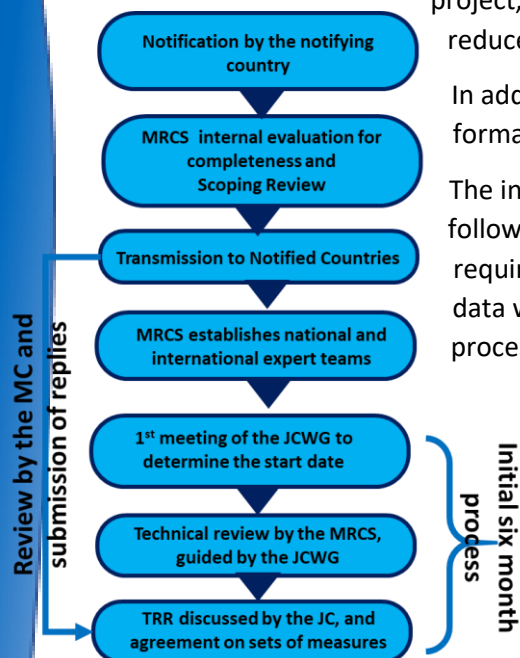 project,
reduce
In add
forma
The in
follow
requir
data v
proce
Notification by the notifying
country
MRCS internal evaluation for
completeness and
Scoping Review
Transmission to Notified Countries
MRCS establishes national and
international expert teams
1st meeting of the JCWG to
determine the start date
Technical review by the MRCS,
guided by the JCWG
TRR discussed by the JC, and
agreement on sets of measures
Review by the MC and
submission of replies
Initial six month
process